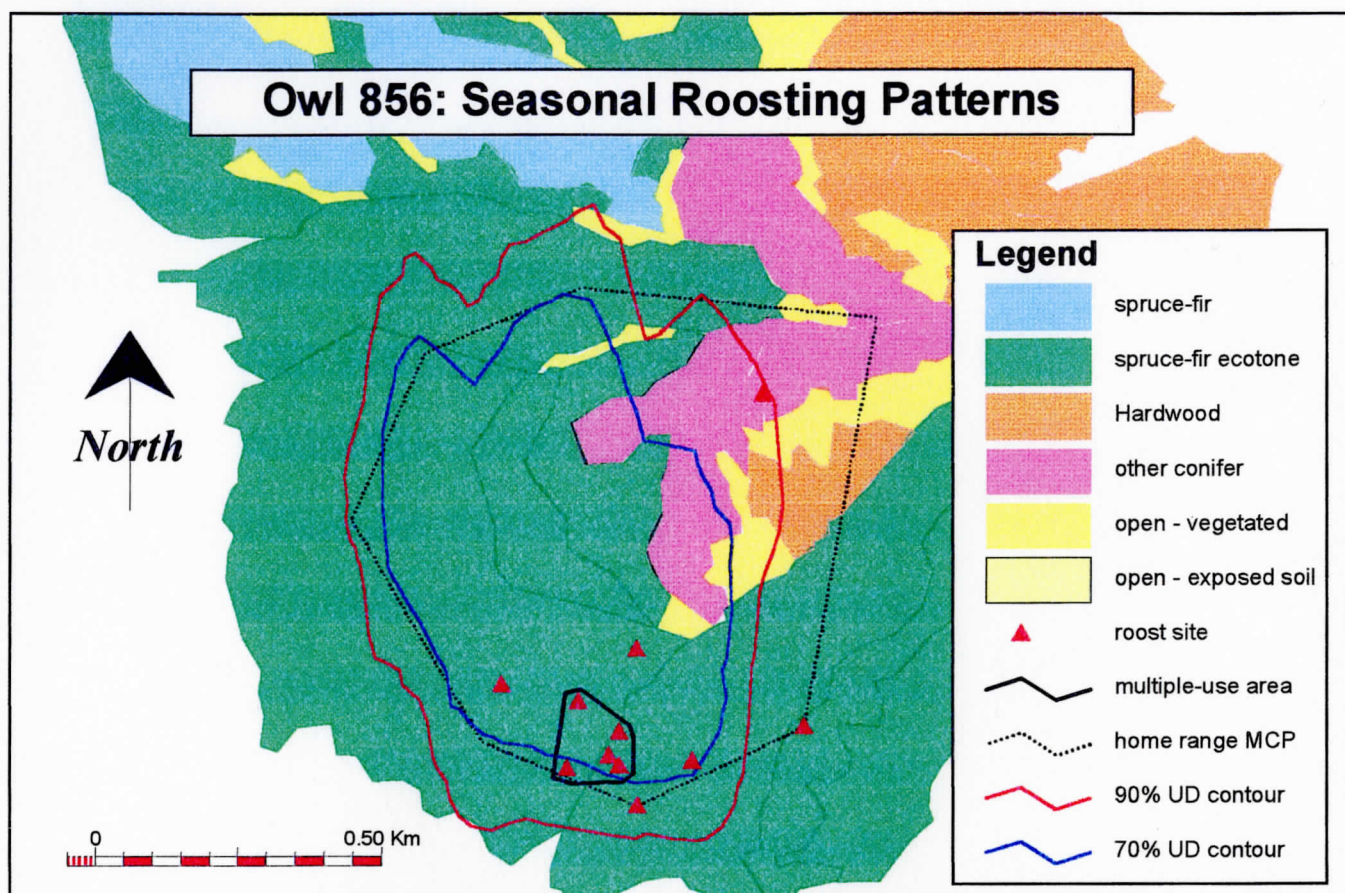 Owl 856: Seasonal Roosting Patterns
North
Legend
spruce-fir
spruce-fir ecotone
Hardwood
other conifer
open - vegetated
open - exposed soil
roost site
multiple-use area
home range MCP
90% UD contour
70% UD contour
0 0.50 Km